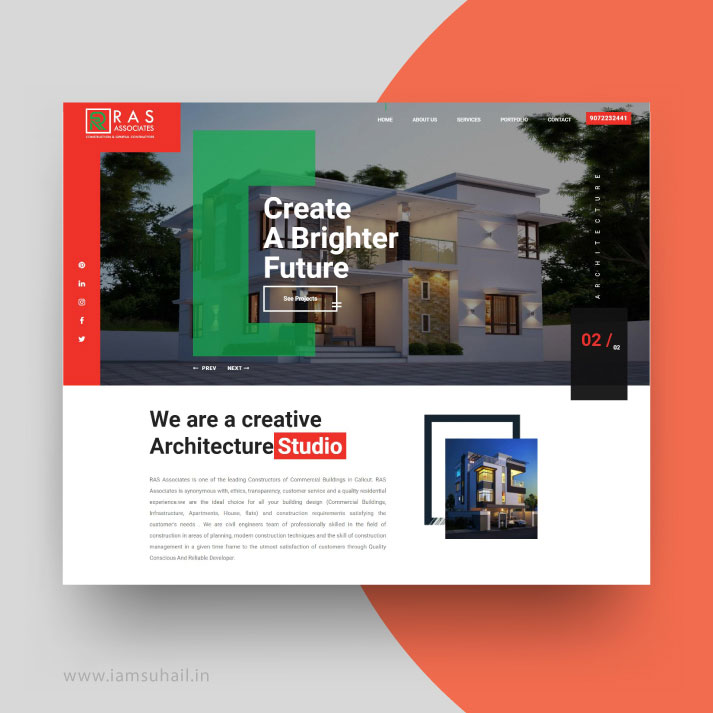 RAS
ASSOCIATES
CONSTRUCTION & GENERAL CONTRACTORS
HOME ABOUT US SERVICES PORTFOLIO CONTACT 9072232441
ARCHITECTURE
Create
A Brighter
Future
See Projects
02 / 02
PREV NEXT
We are a creative
Architecture Studio
RAS Associates is one of the leading Constructors of Commercial Buildings in Calicut. RAS
Associates is synonymous with, ethics, transparency, customer service and a quality residential
experience.we are the ideal choice for all your building design (Commercial Buildings,
Infrastructure, Apartments, House, flats) and construction requirements satisfying the
customer's needs . We are civil engineers team of professionally skilled in the field of
construction in areas of planning, modern construction techniques and the skill of construction
management in a given time frame to the utmost satisfaction of customers through Quality
Conscious And Reliable Developer.
www.iamsuhail.in